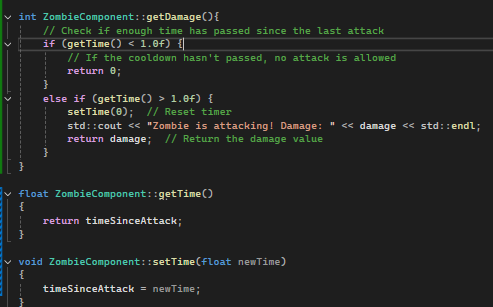 int ZombieComponent::getDamage(){
    // Check if enough time has passed since the last attack
    if (getTime() < 1.0f) {
        // If the cooldown hasn't passed, no attack is allowed
        return 0;
    }
    else if (getTime() > 1.0f) {
        setTime(0);  // Reset timer
        std::cout << "Zombie is attacking! Damage: " << damage << std::endl;
        return damage;  // Return the damage value
    }
}
float ZombieComponent::getTime()
{
    return timeSinceAttack;
}
void ZombieComponent::setTime(float newTime)
{
    timeSinceAttack = newTime;
}